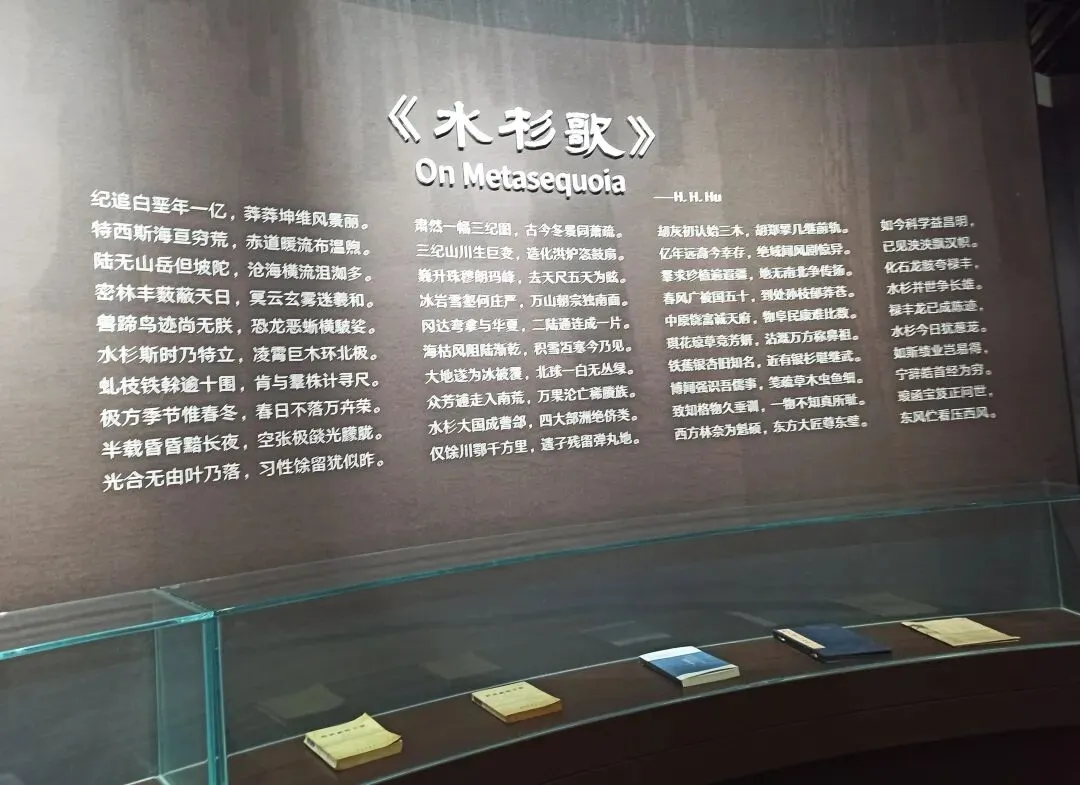 《水杉歌》
On Metasequoia
——H. H. Hu
纪追白垩年一亿，莽莽坤维风景丽。
特西斯海亘穷荒，赤道暖流布温煦。
陆无山岳但坡陀，沧海横流沮洳多。
密林丰薮蔽天日，冥云玄雾迷羲和。
兽蹄鸟迹尚无朕，恐龙恶蜥横駊娑。
水杉斯时乃特立，凌霄巨木环北极。
虬枝铁干逾十围，肯与羣株计寻尺。
极方季节惟春冬，春日不落万卉荣。
半载昏昏黯长夜，空张极燄光朦胧。
光合无由叶乃落，习性馀留犹似昨。
肃然一幅三纪图，古今冬景同萧疏。
三纪山川生巨变，造化洪炉恣鼓扇。
巍升珠穆朗玛峰，去天尺五天为眩。
冰岩雪壑何庄严，万山朝宗独南面。
冈达弯拿与华夏，二陆通连成一片。
海枯风阻陆渐乾，积雪冱寒今乃见。
大地遂为冰被覆，北球一白无丛绿。
众芳逋走入南荒，万果沦亡稀剩族。
水杉大国成曹郐，四大部洲绝侪类。
仅馀川鄂千方里，遗孑残留弹丸地。
劫灰初认始三木，胡郑揅几继前轨。
亿年远裔今幸存，绝域闻风剧惊异。
羣求珍植遍遐疆，地无南北争传扬。
春风广被国五十，到处孙枝郁莽苍。
中原饶富诚天府，物阜民康难比数。
琪花琼草竞芳妍，沾溉万方称鼻祖。
铁蕉银杏旧知名，近有银杉堪继武。
博闻强识吾儒事，笺疏草木虫鱼细。
致知格物久垂训，一物不知真所耻。
西方林奈为魁硕，东方大匠尊东璧。
如今科学益昌明，
已见泱泱飘汉帜。
化石龙骸夸禄丰，
水杉并世争长雄。
禄丰龙已成陈迹，
水杉今日犹葱茏。
如斯绩业岂易得，
宁辞皓首经为穷。
琅函宝笈正问世，
东风伫看压西风。